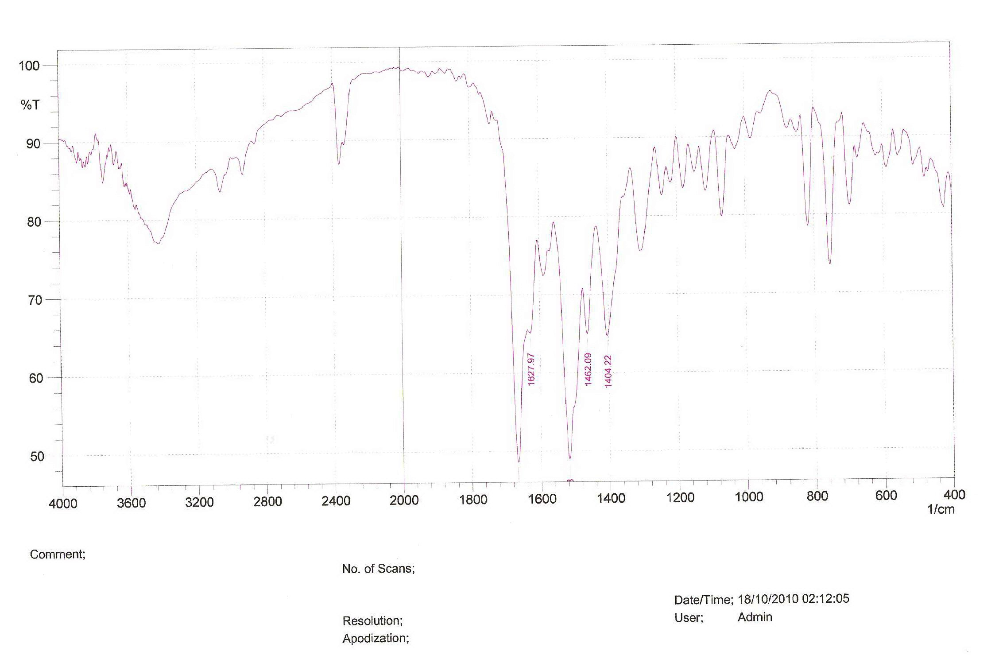 100
%T
90
80
70
60
50
1627.97
1462.09
1404.22
4000 3600 3200 2800 2400 2000 1800 1600 1400 1200 1000 800 600 400
1/cm
Comment;
No. of Scans;
Date/Time; 18/10/2010 02:12:05
User; Admin
Resolution;
Apodization;